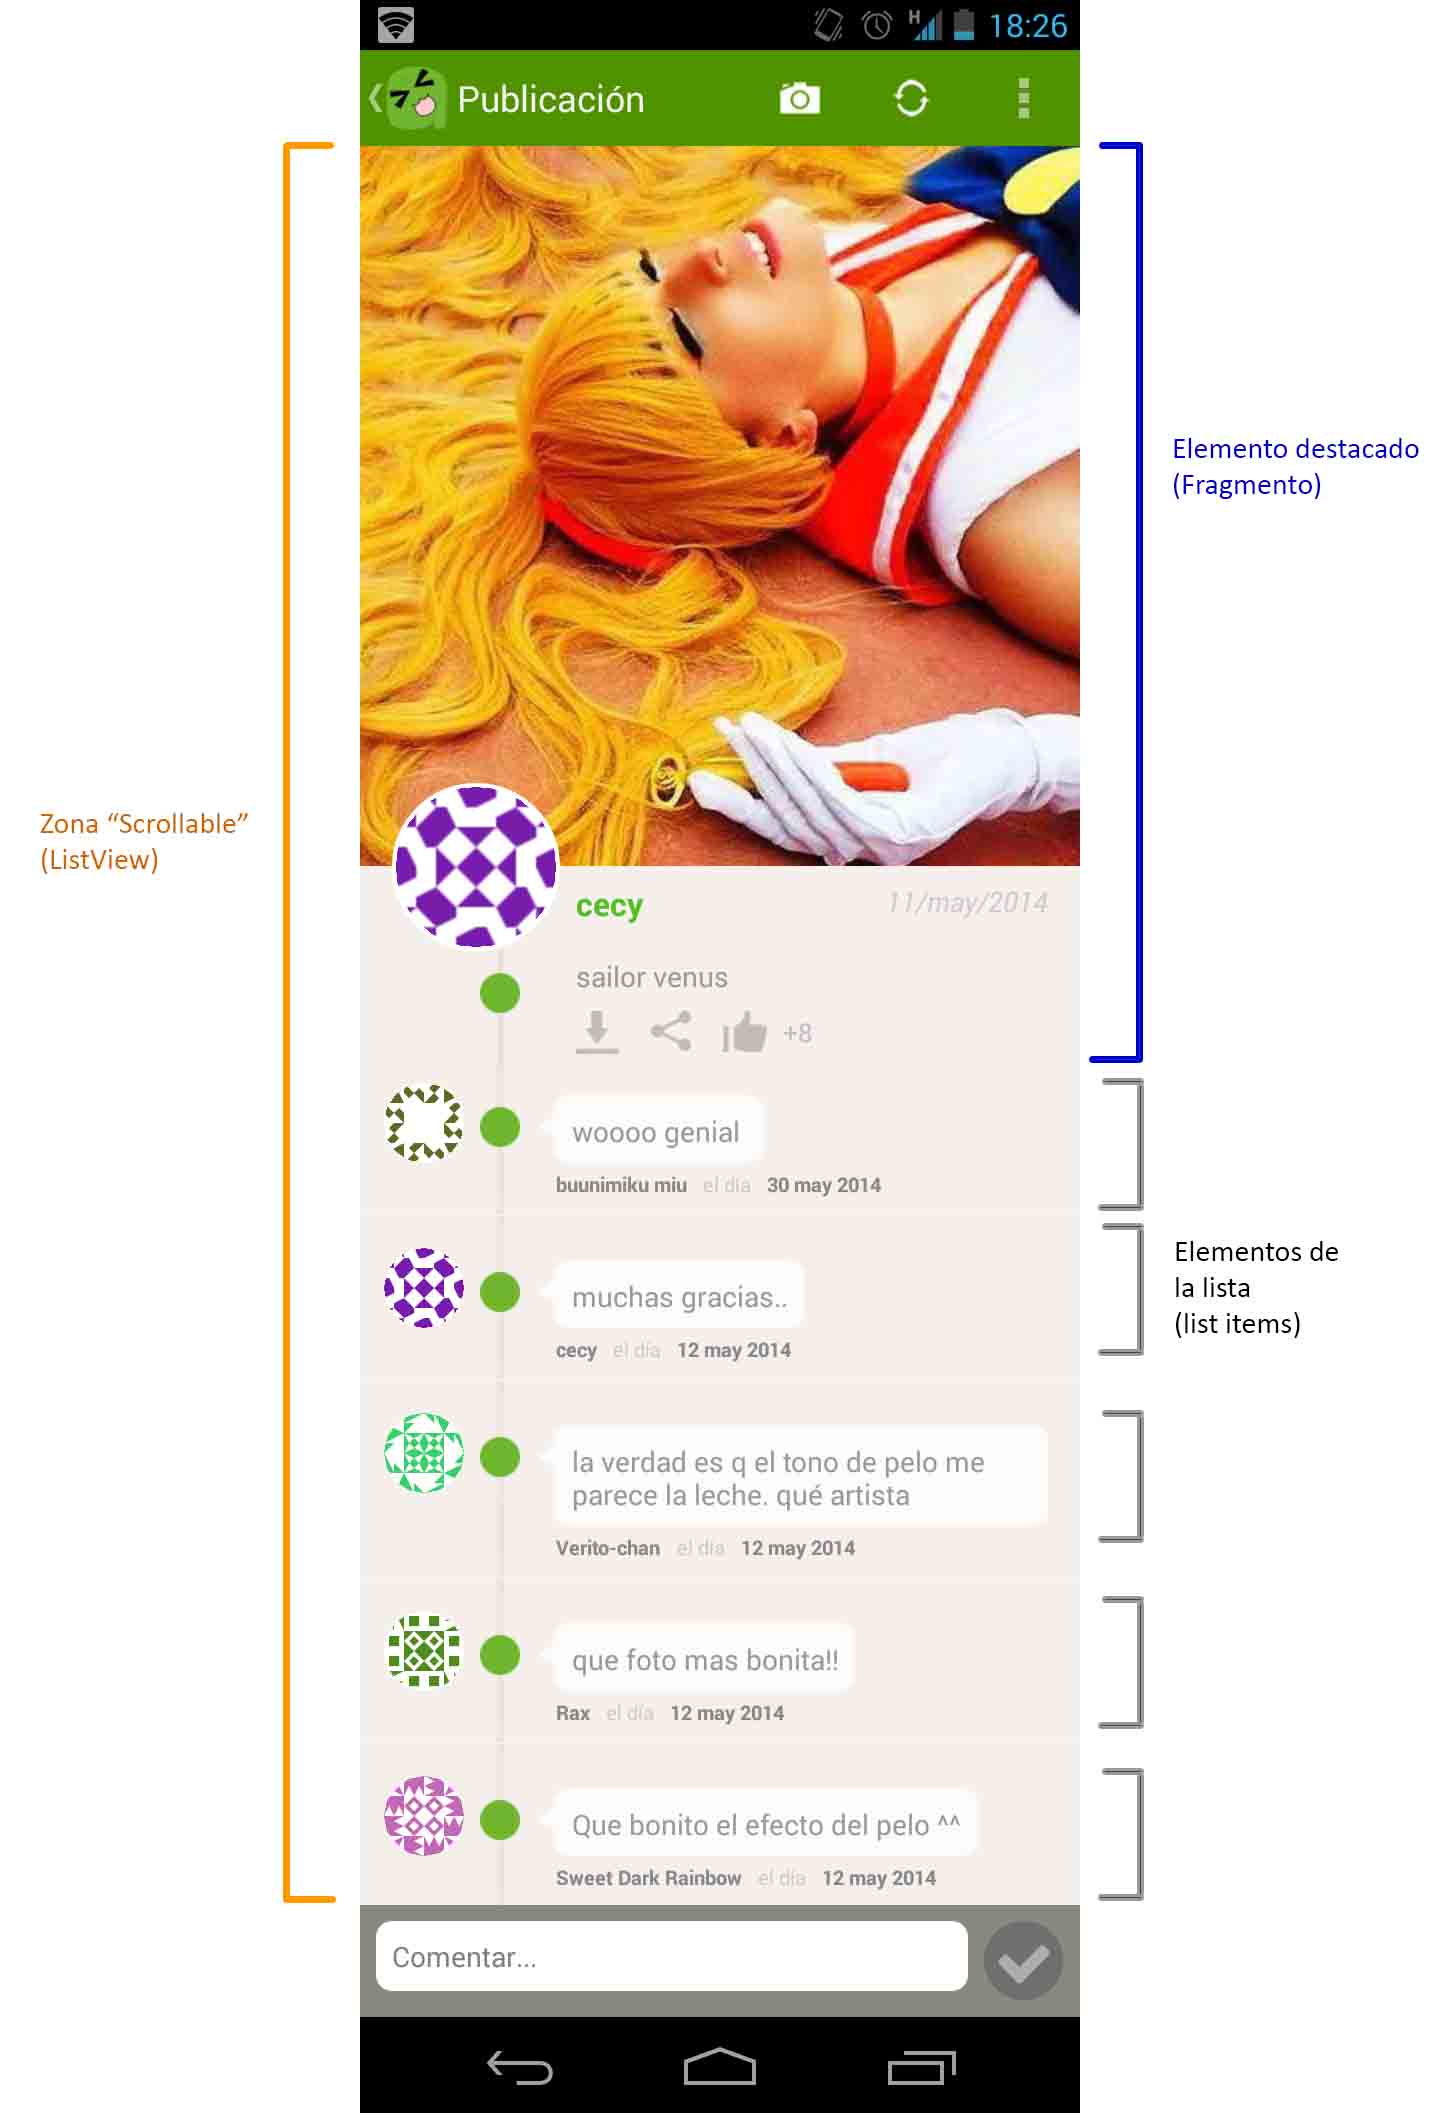 H 18:26
Publicación
Elemento destacado
(Fragmento)
Zona “Scrollable”
(ListView)
cecy 11/may/2014
sailor venus
+8
woooo genial
buunimiku miu el día 30 may 2014
Elementos de
la lista
(list items)
muchas gracias..
cecy el día 12 may 2014
la verdad es q el tono de pelo me
parece la leche. qué artista
Verito-chan el día 12 may 2014
que foto mas bonita!!
Rax el día 12 may 2014
Que bonito el efecto del pelo ^^
Sweet Dark Rainbow el día 12 may 2014
Comentar...